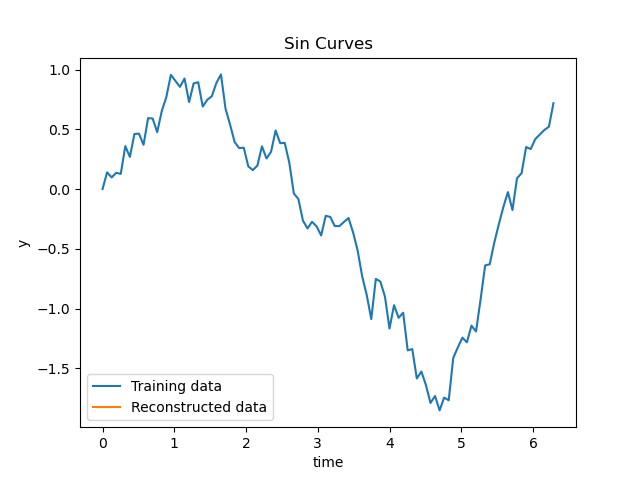 Sin Curves
1.0
0.5
0.0
−0.5
−1.0
−1.5
y
Training data
Reconstructed data
0 1 2 3 4 5 6
time